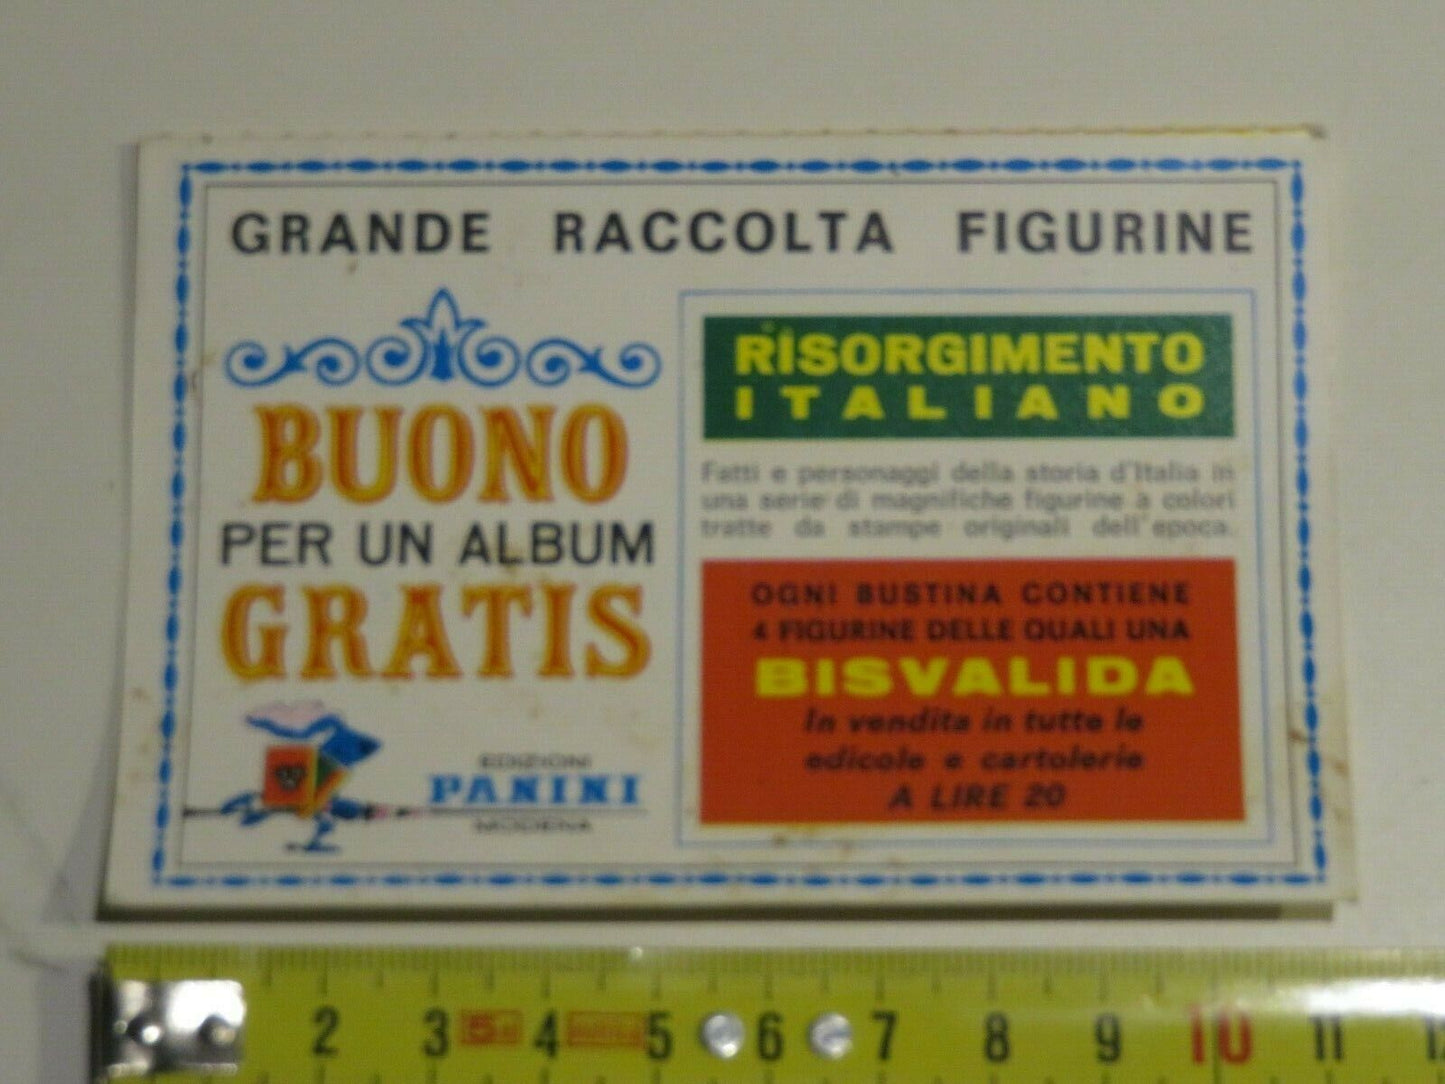 GRANDE RACCOLTA FIGURINE
BUONO
PER UN ALBUM
GRATIS
EDIZIONI
PANINI
MODENA
RISORGIMENTO
ITALIANO
Fatti e personaggi della storia d'Italia in
una serie di magnifiche figurine a colori
tratte da stampe originali dell'epoca.
OGNI BUSTINA CONTIENE
4 FIGURINE DELLE QUALI UNA
BISVALIDA
In vendita in tutte le
edicole e cartolerie
A LIRE 20
2 3 4 5 6 7 8 9 10 11